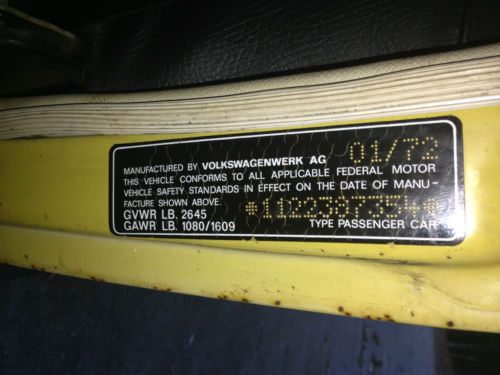 MANUFACTURED BY VOLKSWAGENWERK AG 01/72
THIS VEHICLE CONFORMS TO ALL APPLICABLE FEDERAL MOTOR
VEHICLE SAFETY STANDARDS IN EFFECT ON THE DATE OF MANU-
FACTURE SHOWN ABOVE. *1122387354*
GVWR LB. 2645
GAWR LB. 1080/1609 TYPE PASSENGER CAR